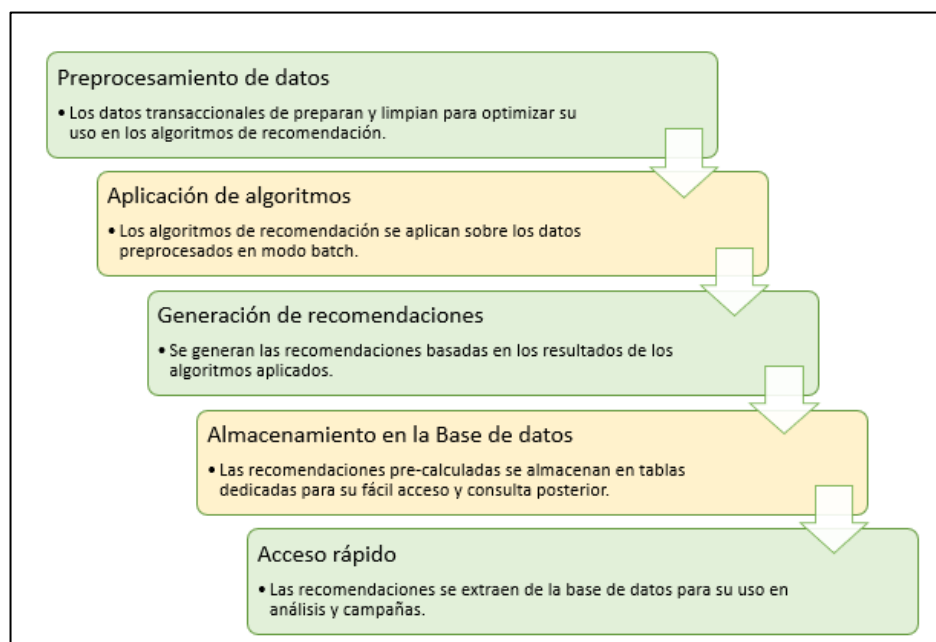 Preprocesamiento de datos
• Los datos transaccionales de preparan y limpian para optimizar su
uso en los algoritmos de recomendación.
Aplicación de algoritmos
• Los algoritmos de recomendación se aplican sobre los datos
preprocesados en modo batch.
Generación de recomendaciones
• Se generan las recomendaciones basadas en los resultados de los
algoritmos aplicados.
Almacenamiento en la Base de datos
• Las recomendaciones pre-calculadas se almacenan en tablas
dedicadas para su fácil acceso y consulta posterior.
Acceso rápido
• Las recomendaciones se extraen de la base de datos para su uso en
análisis y campañas.